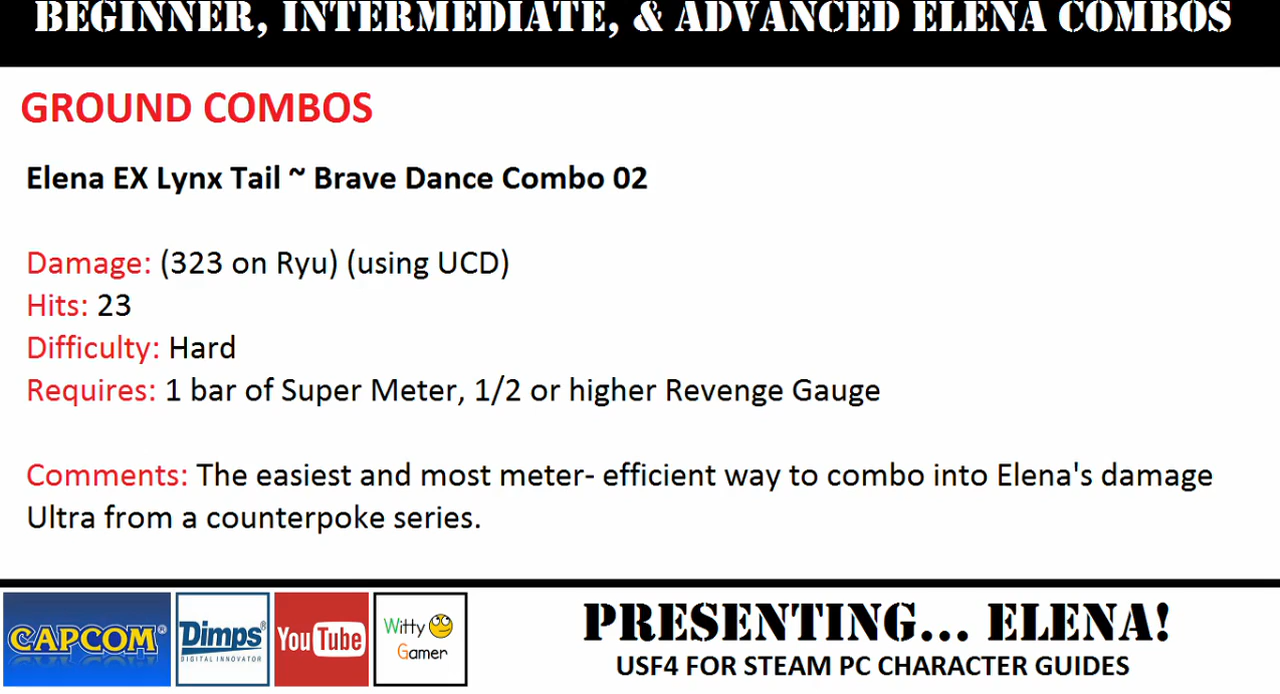 BEGINNER, INTERMEDIATE, & ADVANCED ELENA COMBOS
GROUND COMBOS
Elena EX Lynx Tail ~ Brave Dance Combo 02
Damage: (323 on Ryu) (using UCD)
Hits: 23
Difficulty: Hard
Requires: 1 bar of Super Meter, 1/2 or higher Revenge Gauge
Comments: The easiest and most meter- efficient way to combo into Elena's damage
Ultra from a counterpoke series.
CAPCOM®
Dimps®
DIGITAL INNOVATOR
YouTube
Witty
Gamer
PRESENTING... ELENA!
USF4 FOR STEAM PC CHARACTER GUIDES